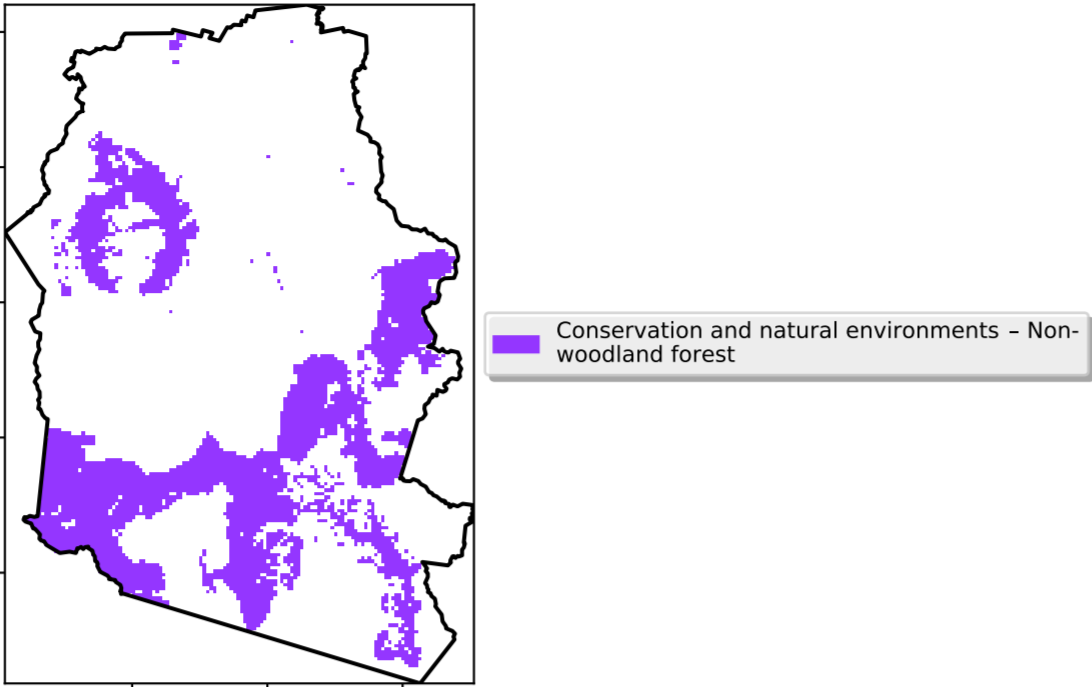 Conservation and natural environments – Non-
woodland forest